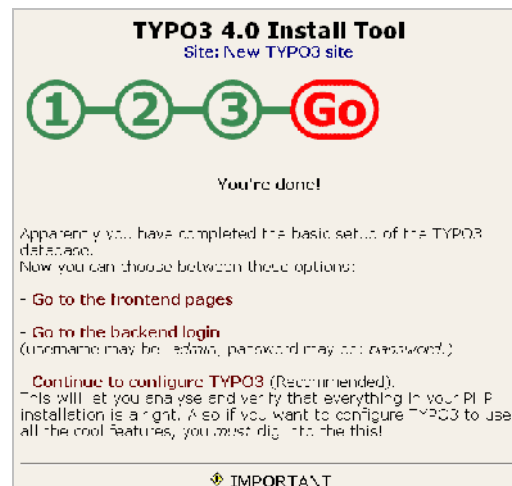 TYPO3 4.0 Install Tool
Site: New TYPO3 site
1 2 3 Go
You're done!
Apparently you have completed the basic setup of the TYPO3
database.
Now you can choose between these options:
- Go to the frontend pages
- Go to the backend login
(username may be: admin, password may be: password.)
- Continue to configure TYPO3 (Recommended).
This will let you analyse and verify that everything in your PHP
installation is alright. Also if you want to configure TYPO3 to use
all the cool features, you must dig into the this!
IMPORTANT